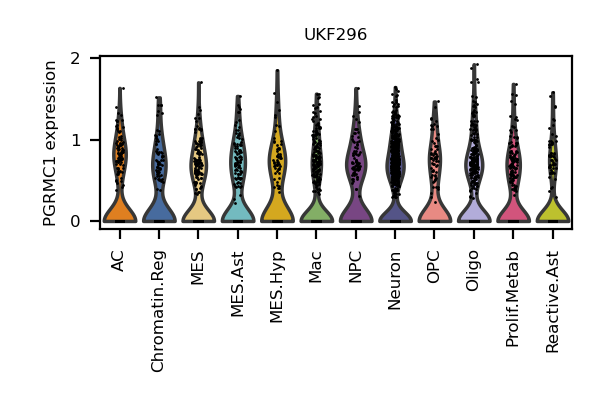 UKF296
PGRMC1 expression
2
1
0
AC
Chromatin.Reg
MES
MES.Ast
MES.Hyp
Mac
NPC
Neuron
OPC
Oligo
Prolif.Metab
Reactive.Ast